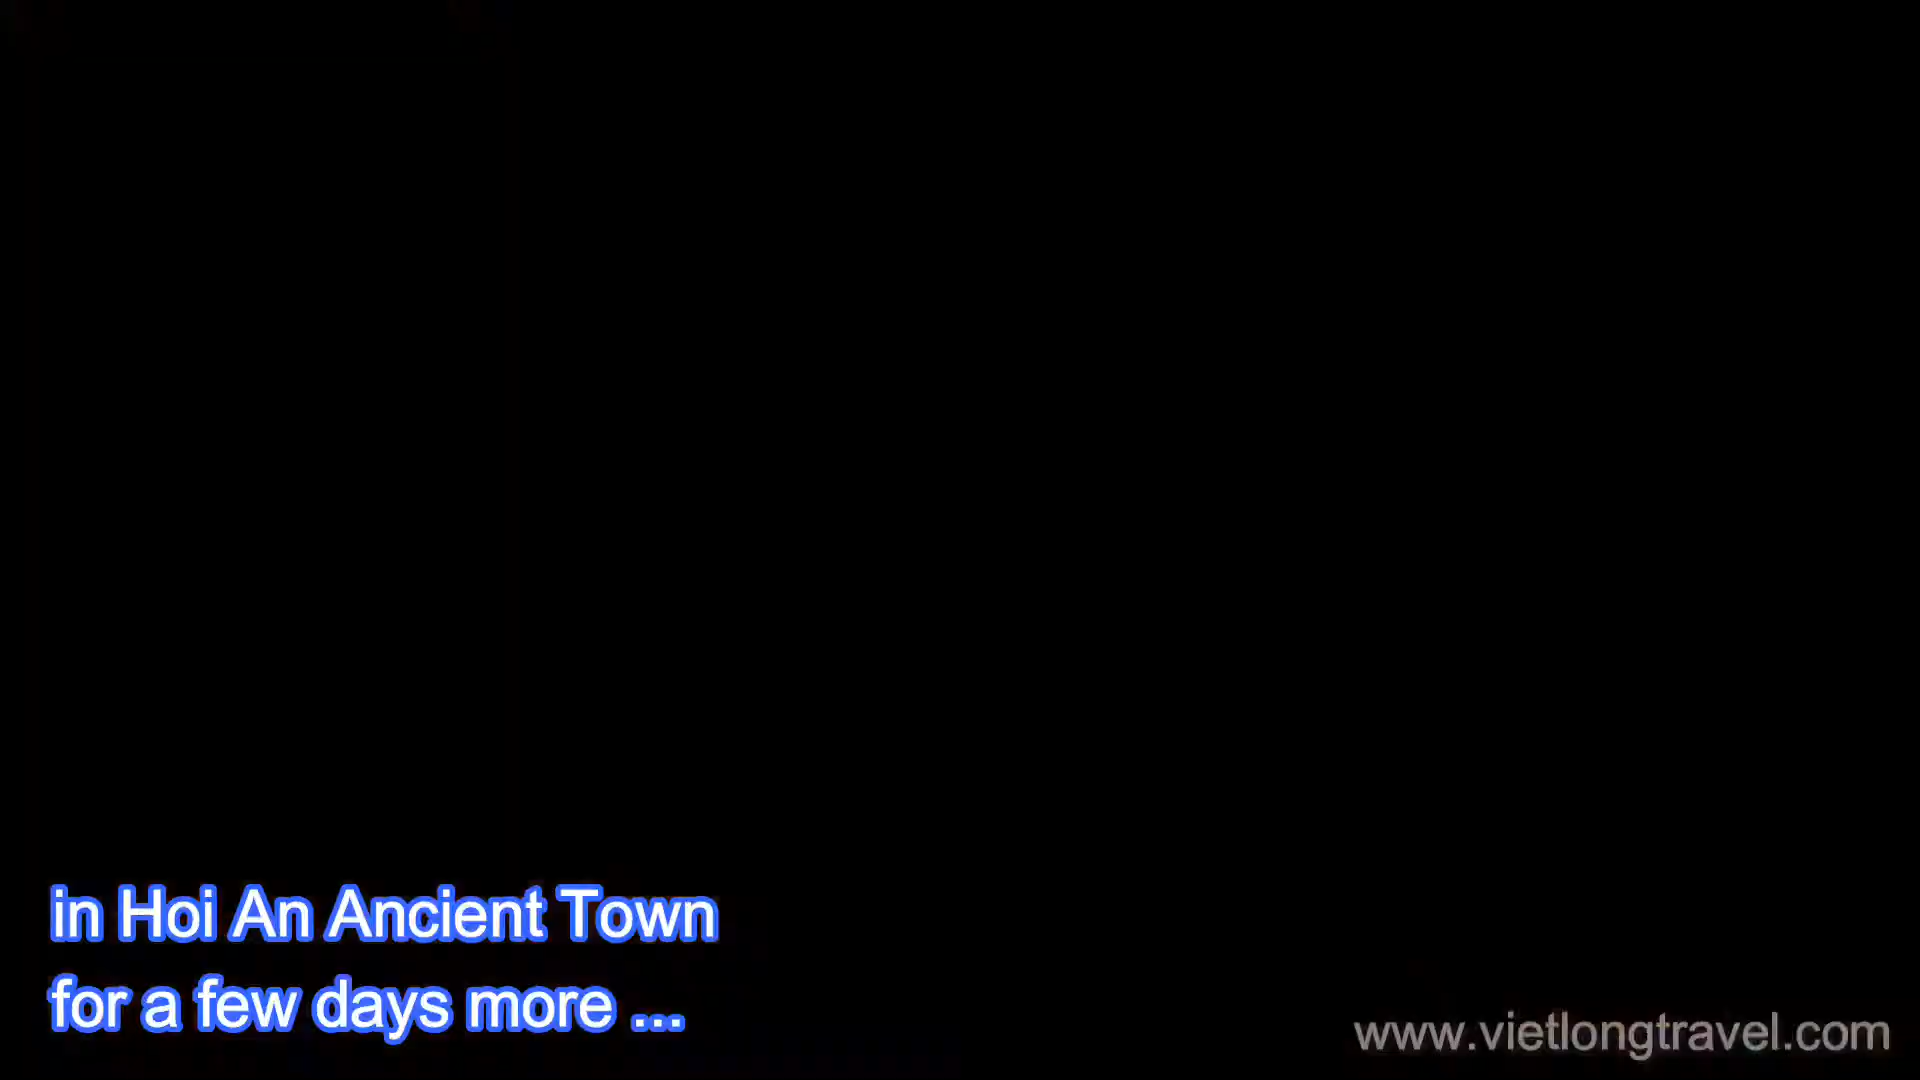 in Hoi An Ancient Town
for a few days more ...
www.vietlongtravel.com